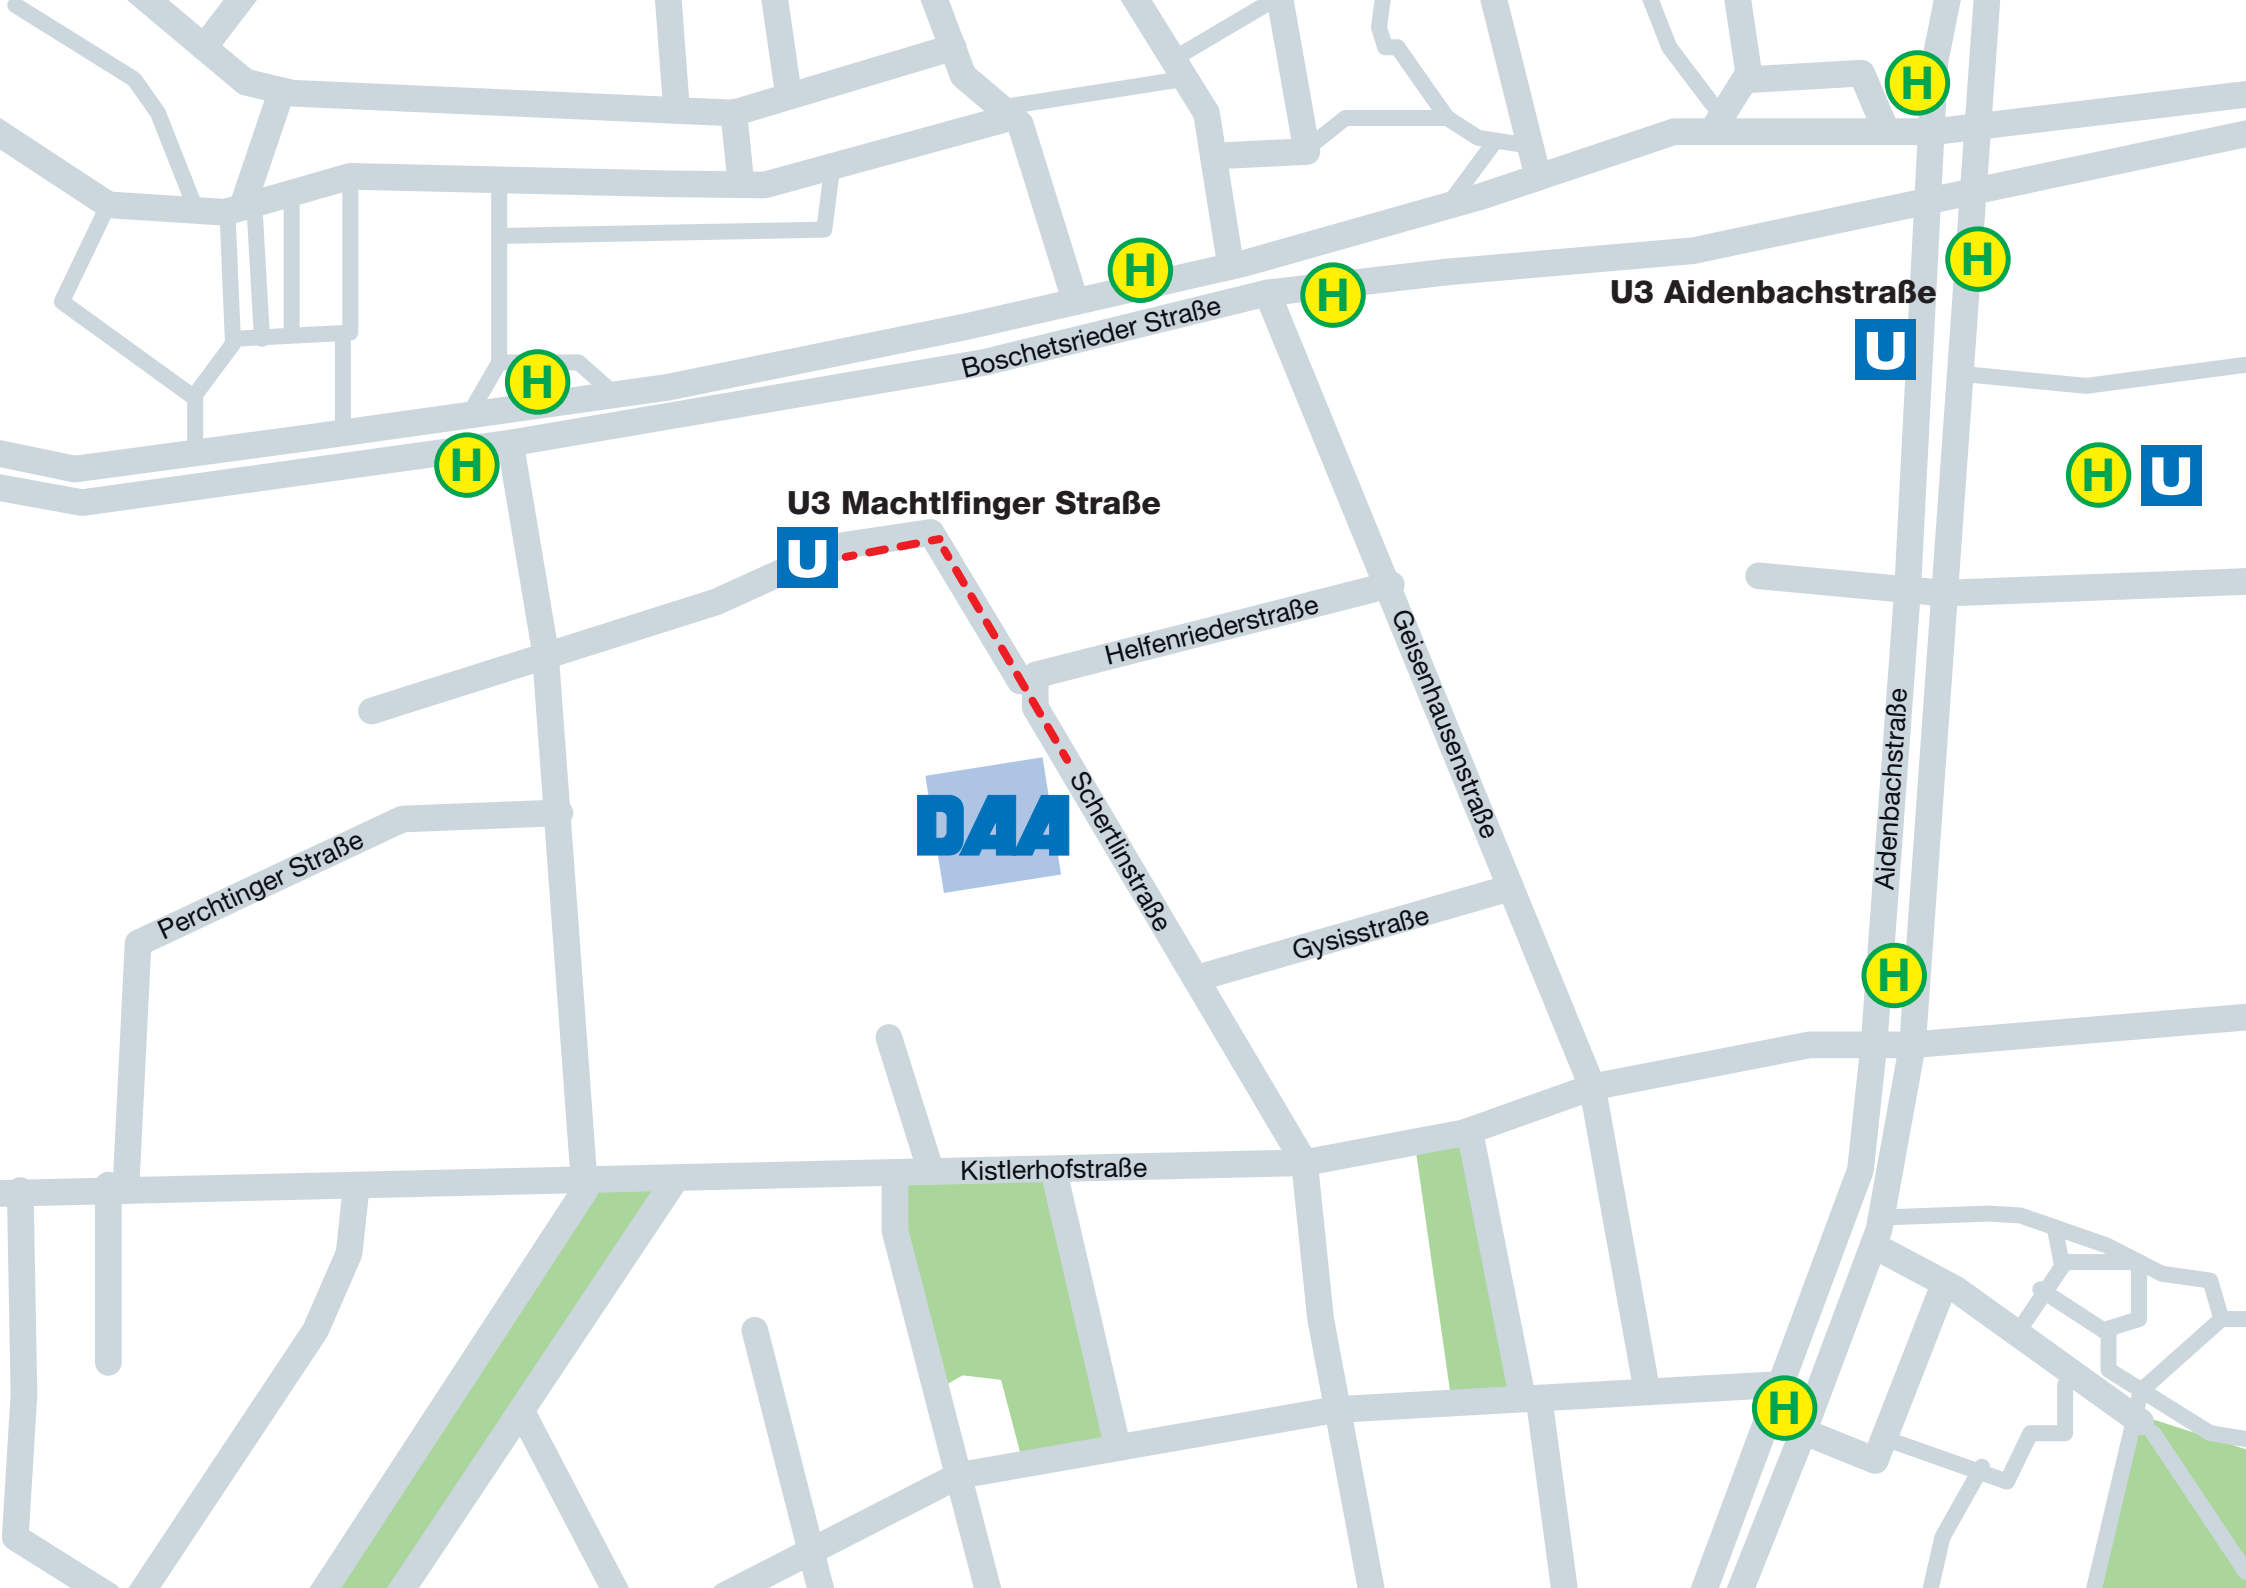 H
H
U3 Aidenbachstraße
H
H
Boschetsrieder Straße
U
H
H
H U
U3 Machtlfinger Straße
U
Helfenriederstraße
Geisenhausenstraße
Aidenbachstraße
DAA
Schertlinstraße
Perchtinger Straße
Gysisstraße
H
Kistlerhofstraße
H